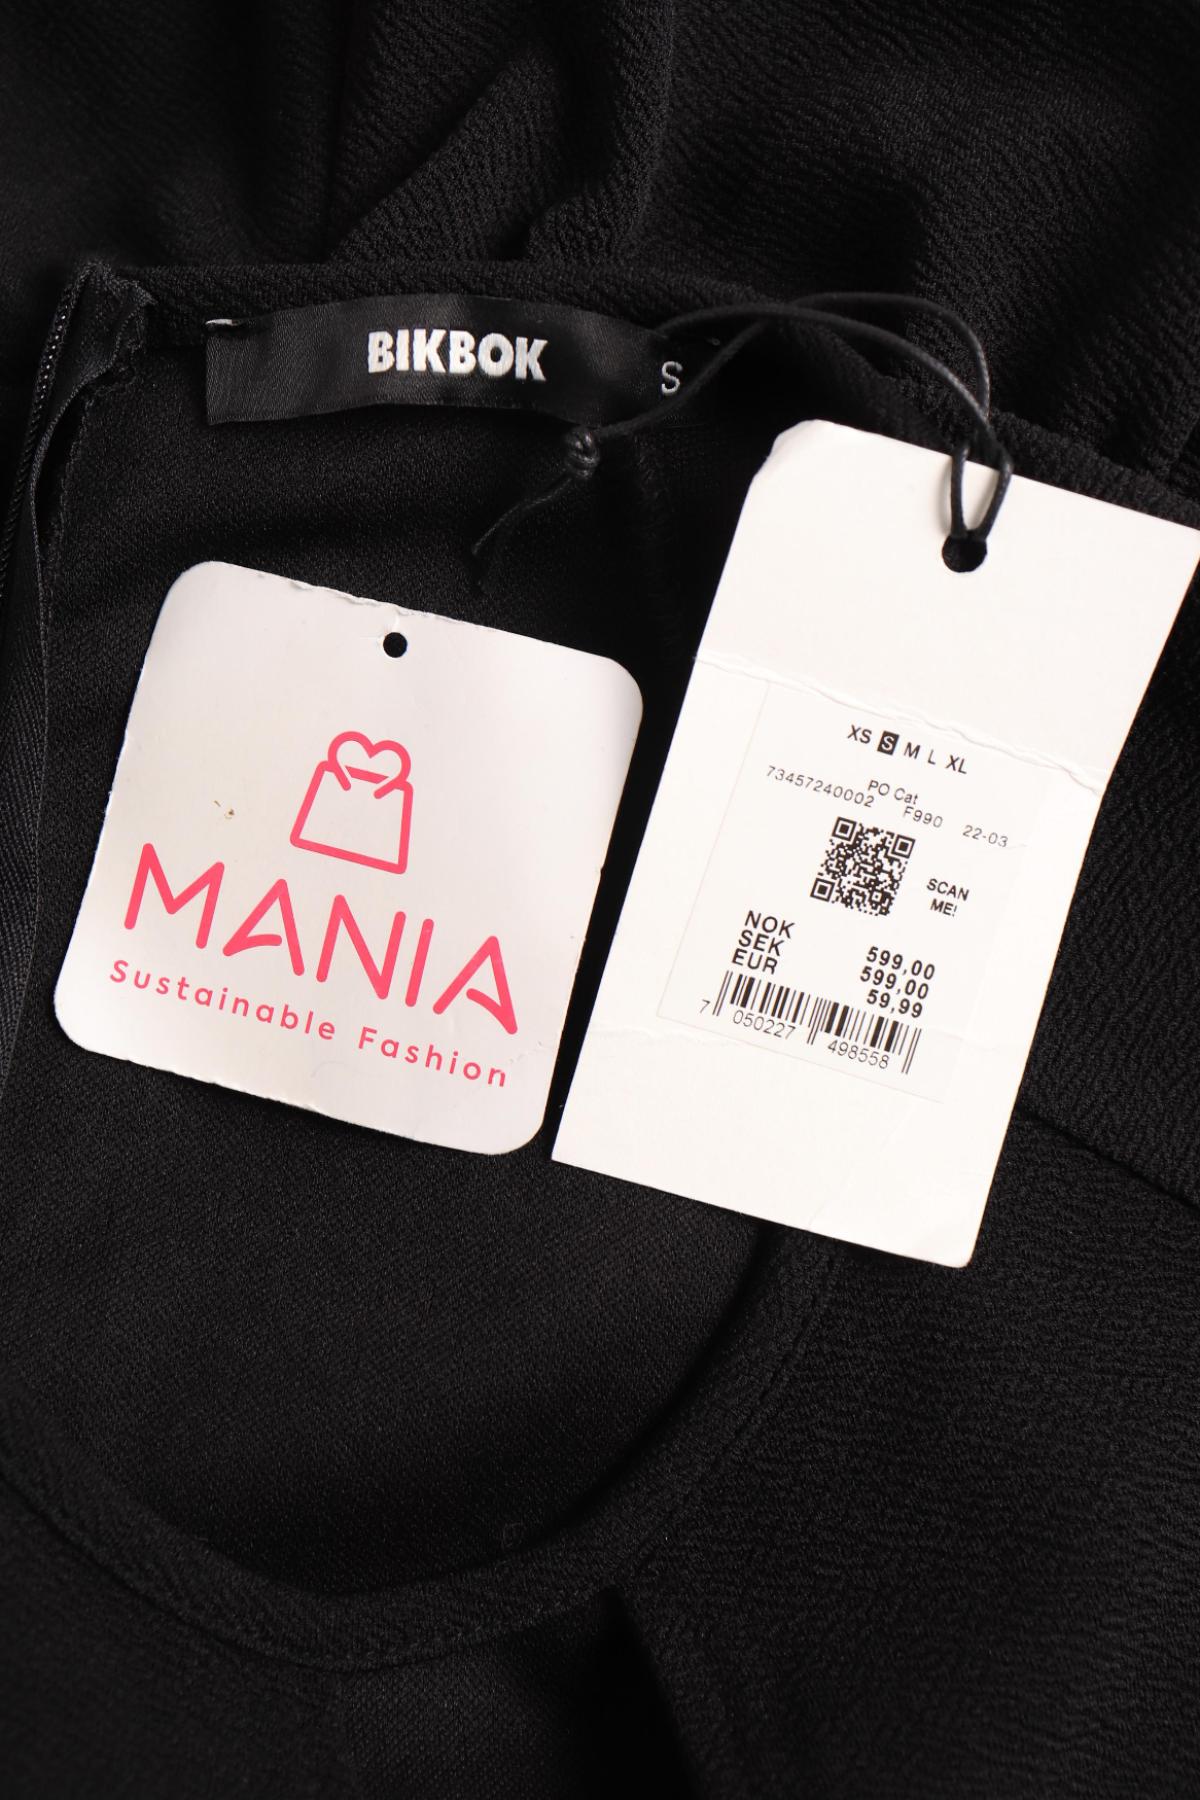 BIKBOK
S
MANIA
Sustainable Fashion
XS S M L XL
PO Cat
73457240002 F990 22-03
SCAN
ME!
NOK 599,00
SEK 599,00
EUR 59,99
7 050227 498558